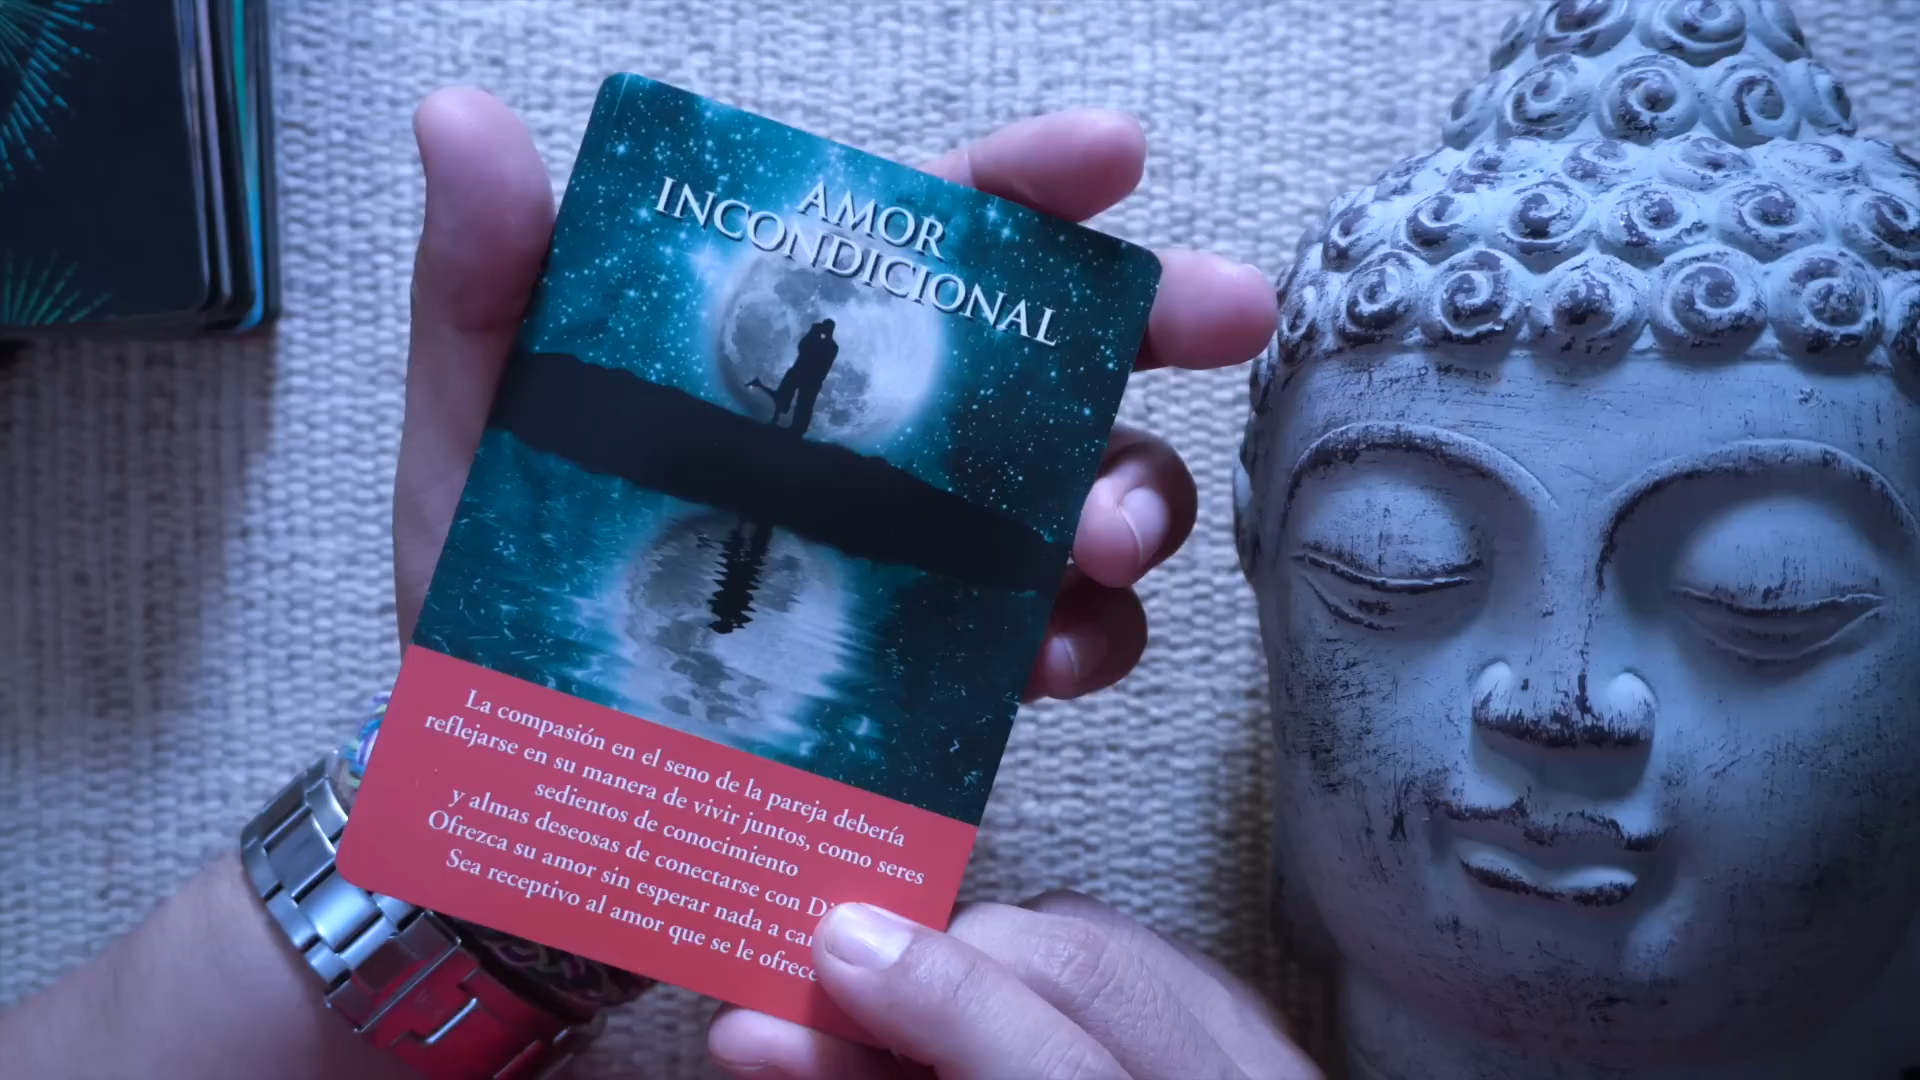 AMOR
INCONDICIONAL
La compasión en el seno de la pareja debería
reflejarse en su manera de vivir juntos, como seres
sedientos de conocimiento
y almas deseosas de conectarse con
Ofrezca su amor sin esperar nada a
Sea receptivo al amor que se le